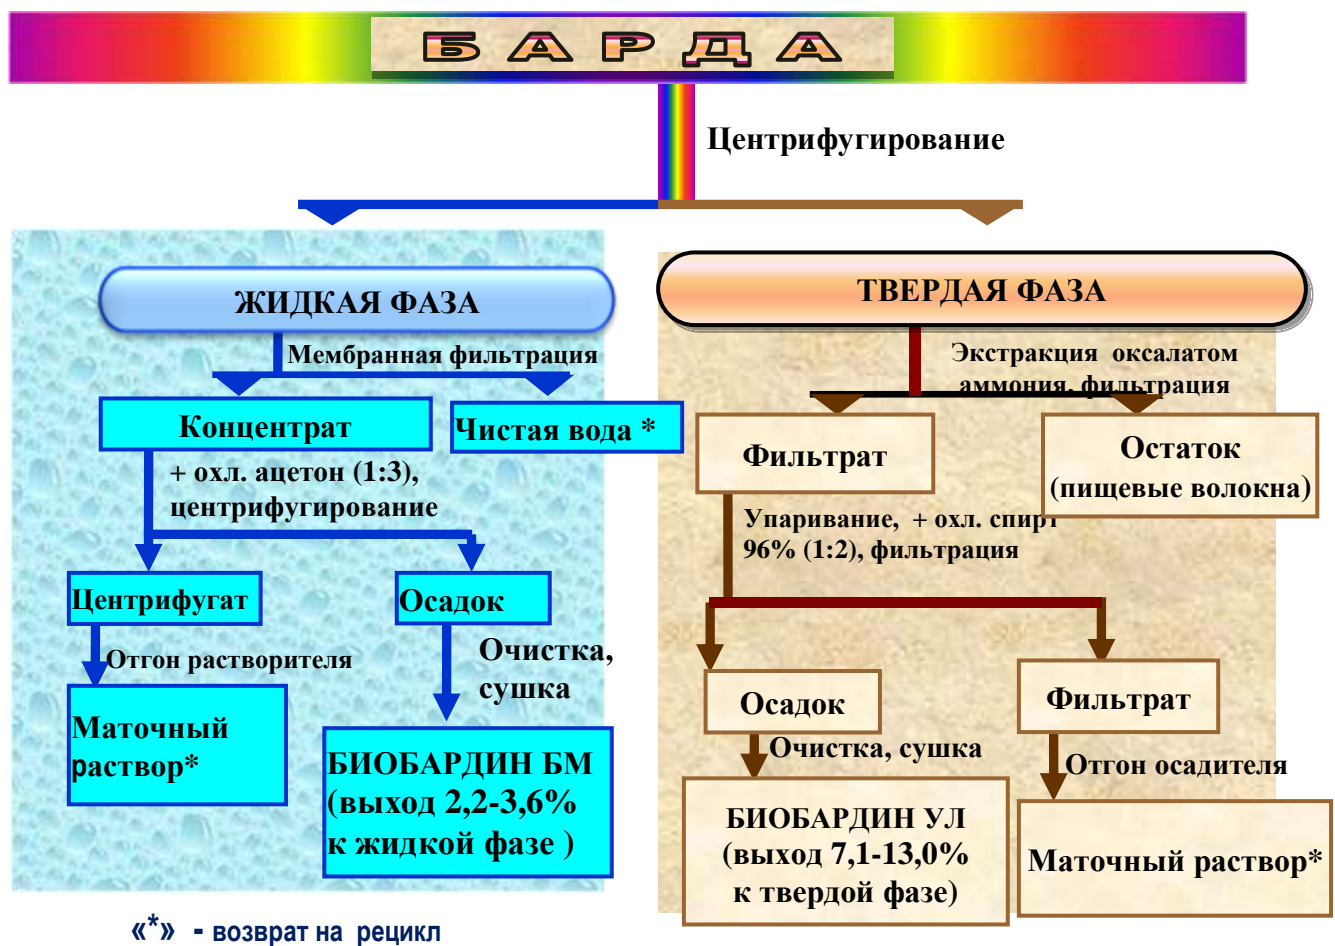 БАРДА
Центрифугирование
ЖИДКАЯ ФАЗА
Мембранная фильтрация
Концентрат
Чистая вода *
+ охл. ацетон (1:3),
центрифугирование
Центрифугат
Осадок
Отгон растворителя
Очистка,
сушка
Маточный
раствор*
БИОБАРДИН БМ
(выход 2,2-3,6%
к жидкой фазе )
ТВЕРДАЯ ФАЗА
Экстракция оксалатом
аммония, фильтрация
Фильтрат
Остаток
(пищевые волокна)
Упаривание, + охл. спирт
96% (1:2), фильтрация
Осадок
Фильтрат
Очистка, сушка
Отгон осадителя
БИОБАРДИН УЛ
(выход 7,1-13,0%
к твердой фазе)
Маточный раствор*
«*» - возврат на рецикл